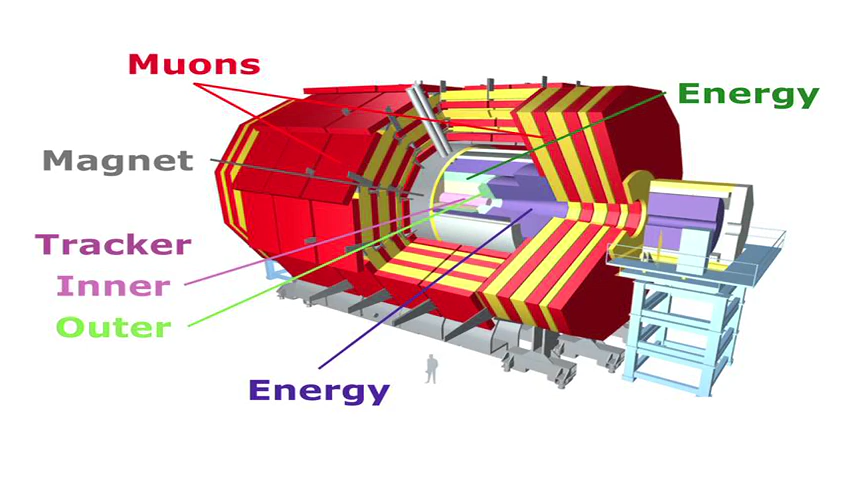 Muons
Energy
Magnet
Tracker
Inner
Outer
Energy